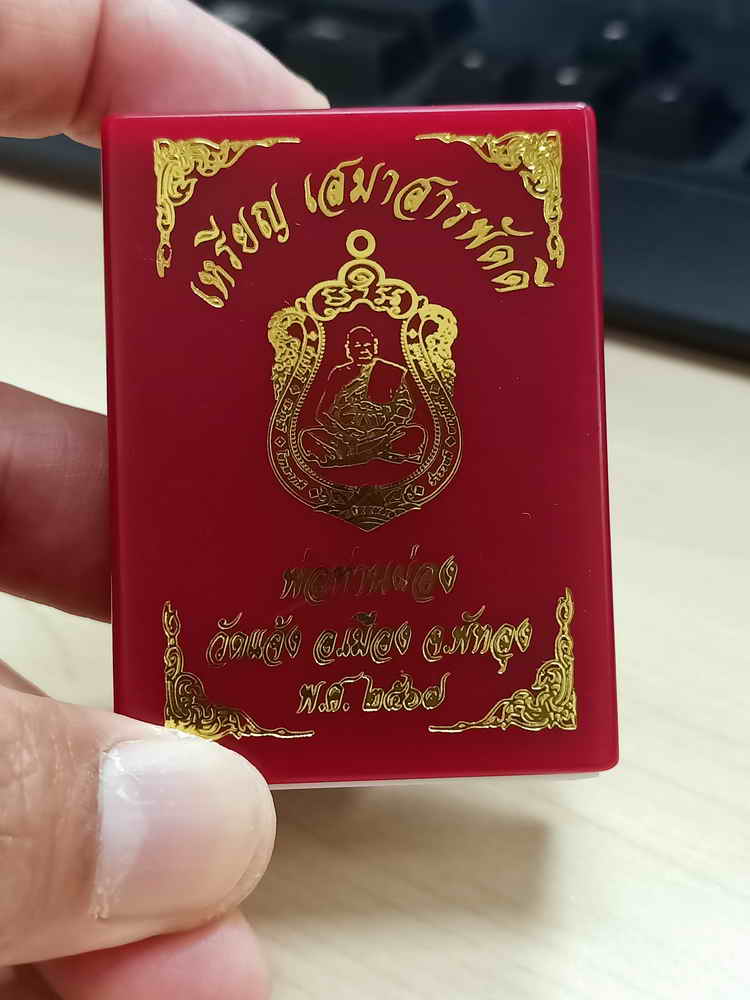 เหรียญ เสมาสารพัดดี
พ่อท่านผ่อง
วัดแจ้ง อ.เมือง จ.พัทลุง
พ.ศ. ๒๕๖๗